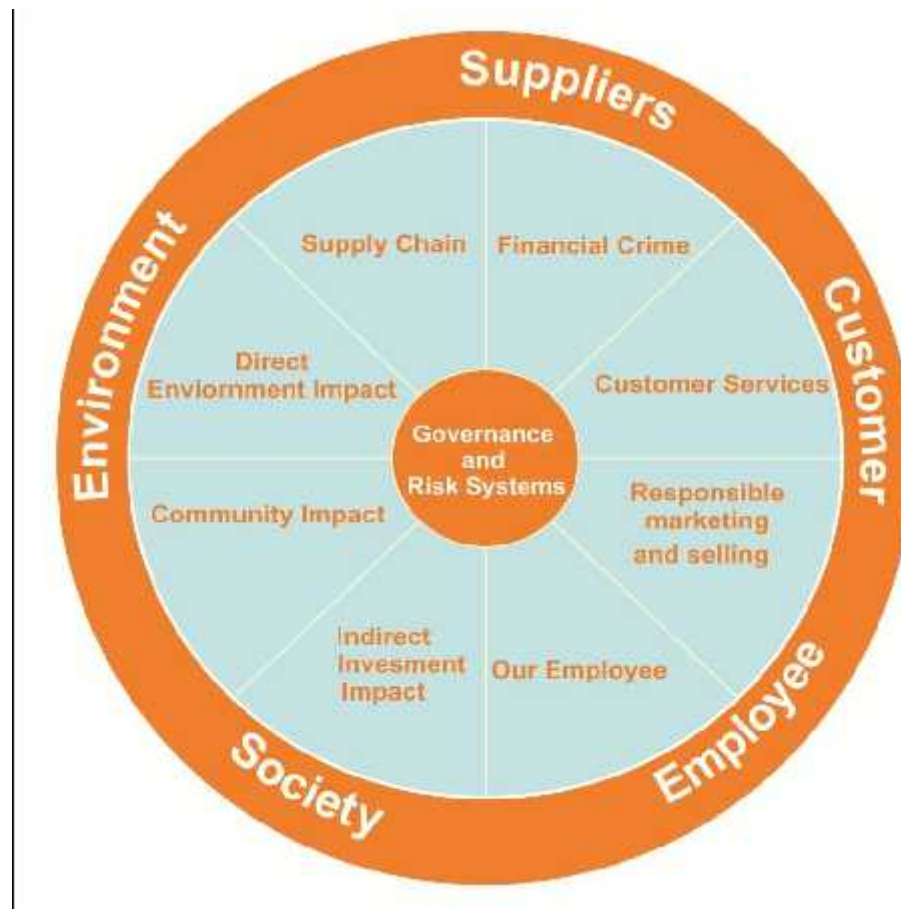 Suppliers
Environment
Customer
Supply Chain
Financial Crime
Direct
Enviornment Impact
Customer Services
Governance
and
Risk Systems
Community Impact
Responsible
marketing
and selling
Indirect
Invesment
Impact
Our Employee
Society
Employee